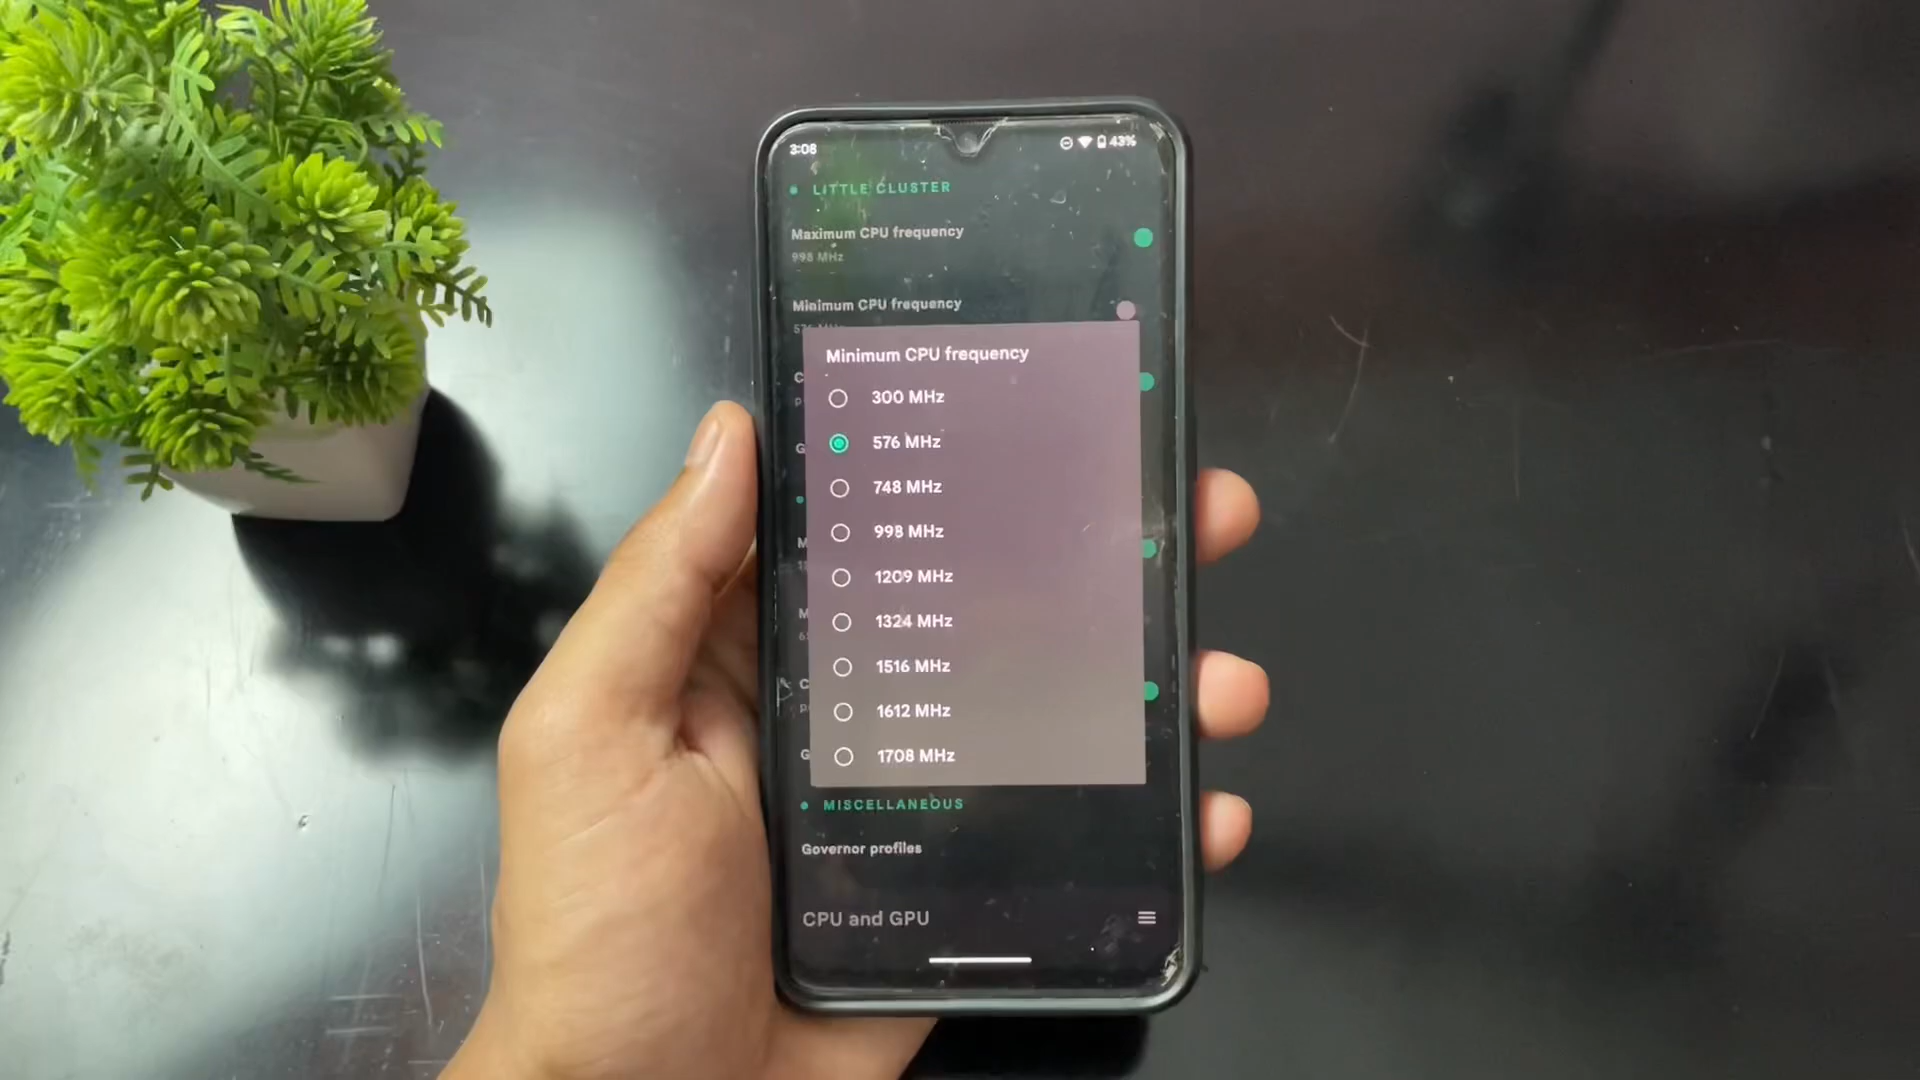 3:08
43%
LITTLE CLUSTER
Maximum CPU frequency
998 MHz
Minimum CPU frequency
Minimum CPU frequency
300 MHz
576 MHz
748 MHz
998 MHz
1209 MHz
1324 MHz
1516 MHz
1612 MHz
1708 MHz
MISCELLANEOUS
Governor profiles
CPU and GPU